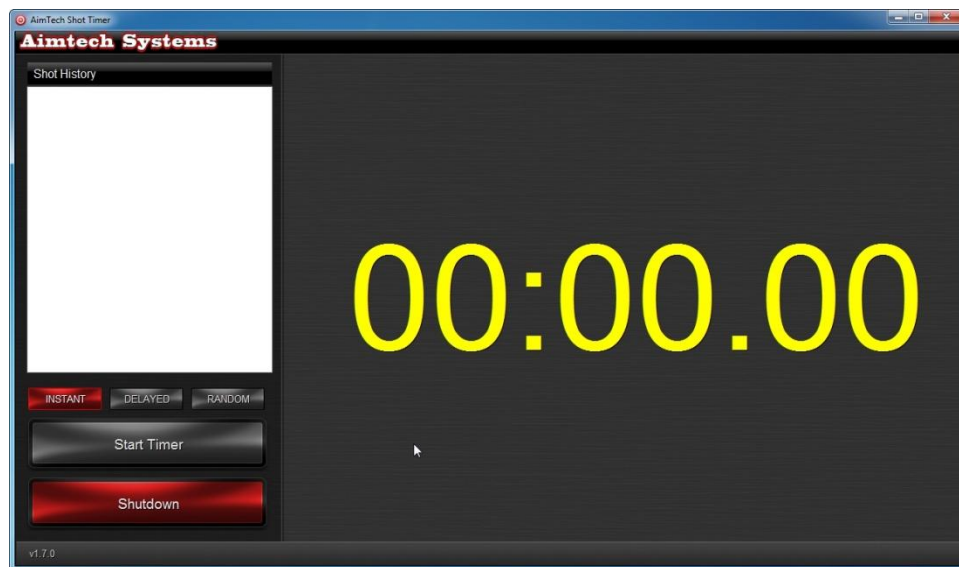 AimTech Shot Timer
Aimtech Systems
Shot History
00:00.00
INSTANT DELAYED RANDOM
Start Timer
Shutdown
v1.7.0